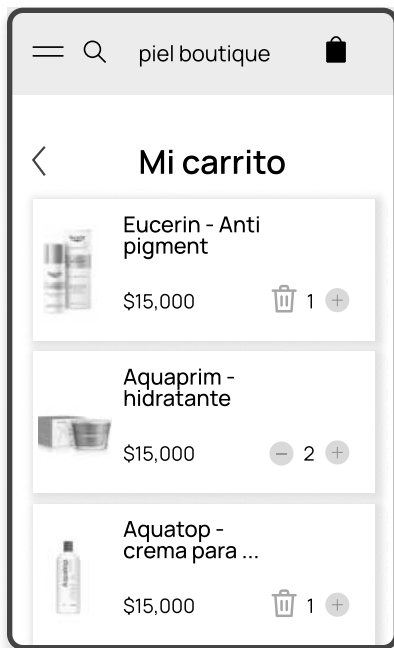 piel boutique
Mi carrito
Eucerin - Anti
pigment
$15,000
1
Aquaprim -
hidratante
$15,000
2
Aquatop -
crema para ...
$15,000
1